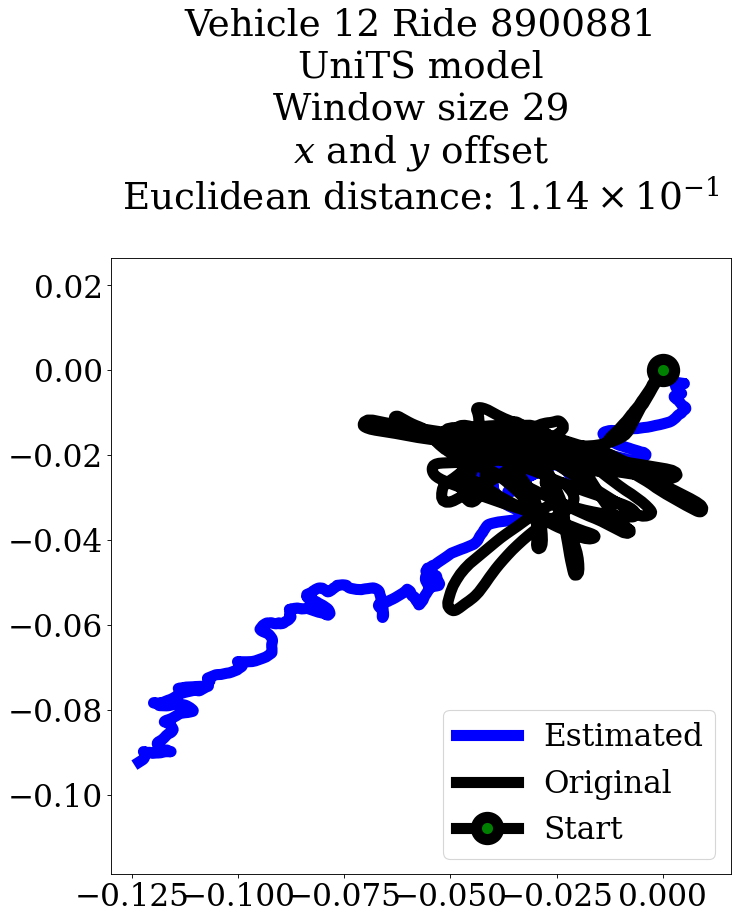 Vehicle 12 Ride 8900881
UniTS model
Window size 29
x and y offset
Euclidean distance: 1.14 × 10⁻¹
0.02
0.00
−0.02
−0.04
−0.06
−0.08
−0.10
Estimated
Original
Start
−0.125 −0.100 −0.075 −0.050 −0.025 0.000